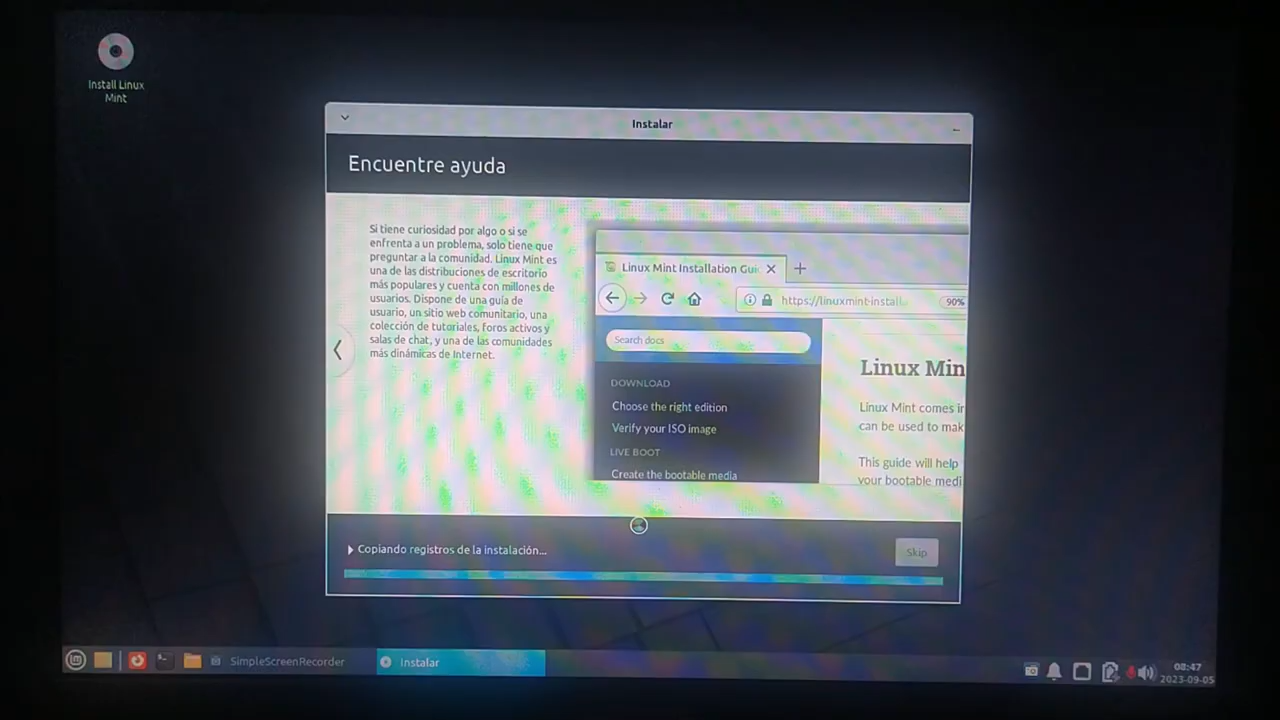 Install Linux
Mint
Instalar
Encuentre ayuda
Si tiene curiosidad por algo o si se
enfrenta a un problema, solo tiene que
preguntar a la comunidad. Linux Mint es
una de las distribuciones de escritorio
más populares y cuenta con millones de
usuarios. Dispone de una guía de
usuario, un sitio web comunitario, una
colección de tutoriales, foros activos y
salas de chat, y una de las comunidades
más dinámicas de Internet.
Linux Mint Installation Gui
https://linuxmint-install
90%
Search docs
DOWNLOAD
Choose the right edition
Verify your ISO image
LIVE BOOT
Create the bootable media
Linux Min
Linux Mint comes in
can be used to mak
This guide will help
your bootable medi
Copiando registros de la instalación...
Skip
SimpleScreenRecorder
Instalar
08:47
2023-09-05